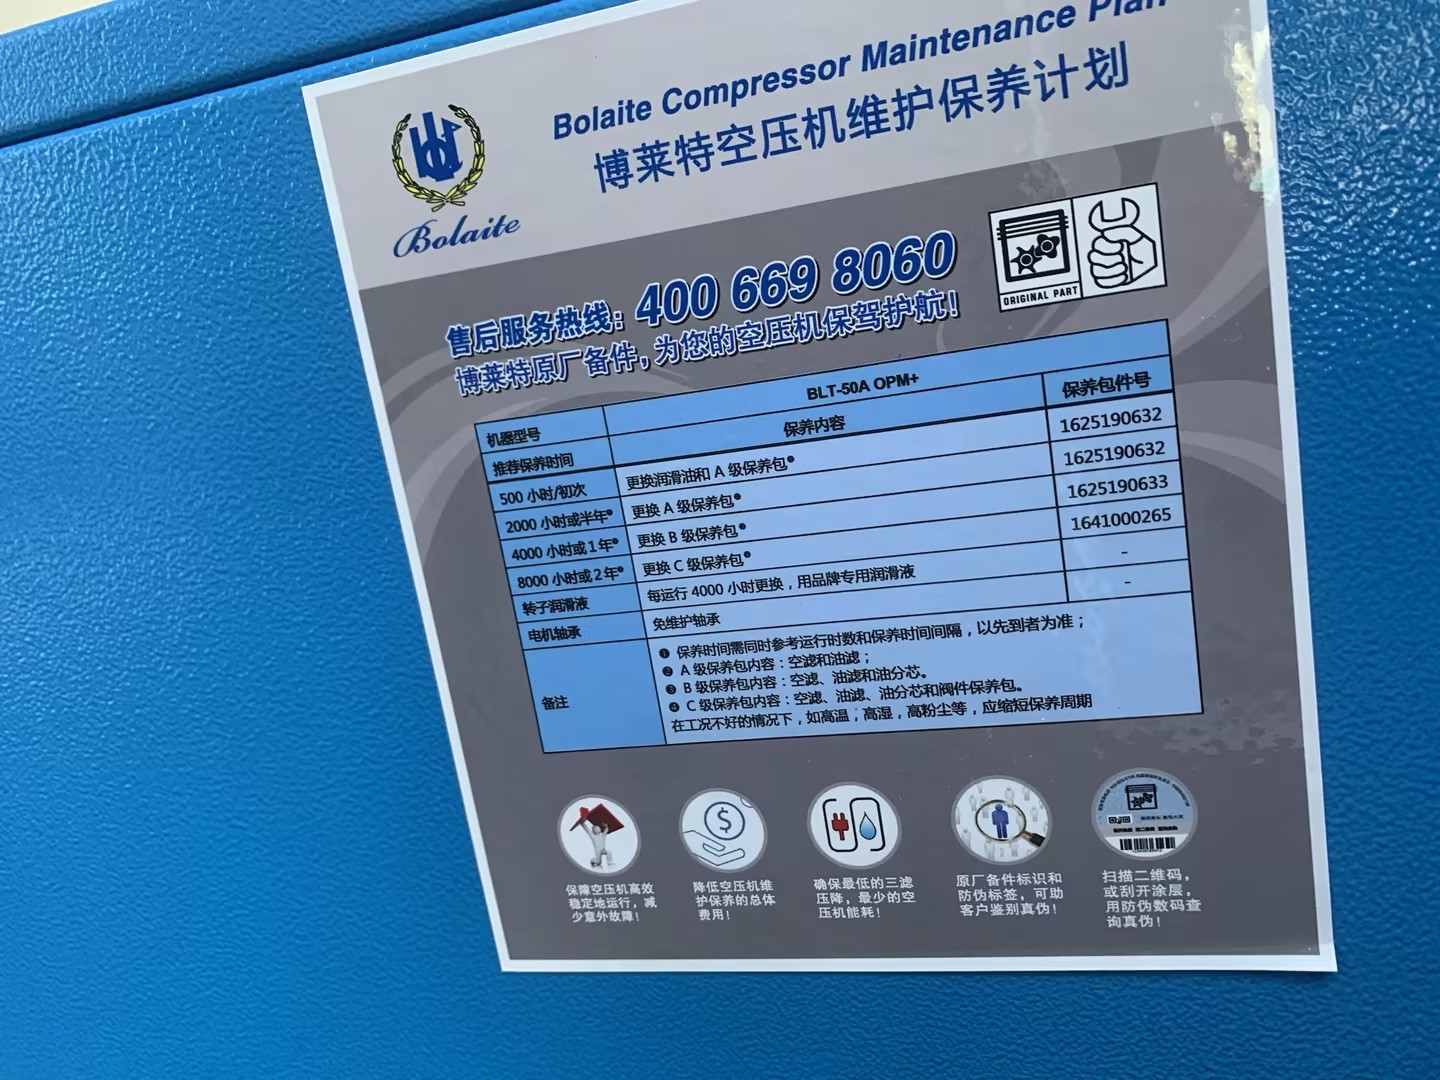 Bolaite Compressor Maintenance Plan
博莱特空压机维护保养计划
Bolaite
售后服务热线：400 669 8060
博莱特原厂备件，为您的空压机保驾护航！
ORIGINAL PART
机器型号 BLT-50A OPM+
推荐保养时间 保养内容 保养包件号
500 小时/初次 更换润滑油和 A 级保养包 1625190632
2000 小时或半年 更换 A 级保养包 1625190632
4000 小时或 1 年 更换 B 级保养包 1625190633
8000 小时或 2 年 更换 C 级保养包 1641000265
转子润滑液 每运行 4000 小时更换，用品牌专用润滑液 -
电机轴承 免维护轴承 -
备注
❶ 保养时间需同时参考运行时数和保养时间间隔，以先到者为准；
❷ A 级保养包内容：空滤和油滤；
❸ B 级保养包内容：空滤、油滤和油分芯。
❹ C 级保养包内容：空滤、油滤、油分芯和阀件保养包。
在工况不好的情况下，如高温；高湿，高粉尘等，应缩短保养周期
保障空压机高效
稳定地运行，减
少意外故障！
降低空压机维
护保养的总体
费用！
确保最低的三滤
压降，最少的空
压机能耗！
原厂备件标识和
防伪标签，可助
客户鉴别真伪！
扫描二维码，
或刮开涂层，
用防伪数码查
询真伪！